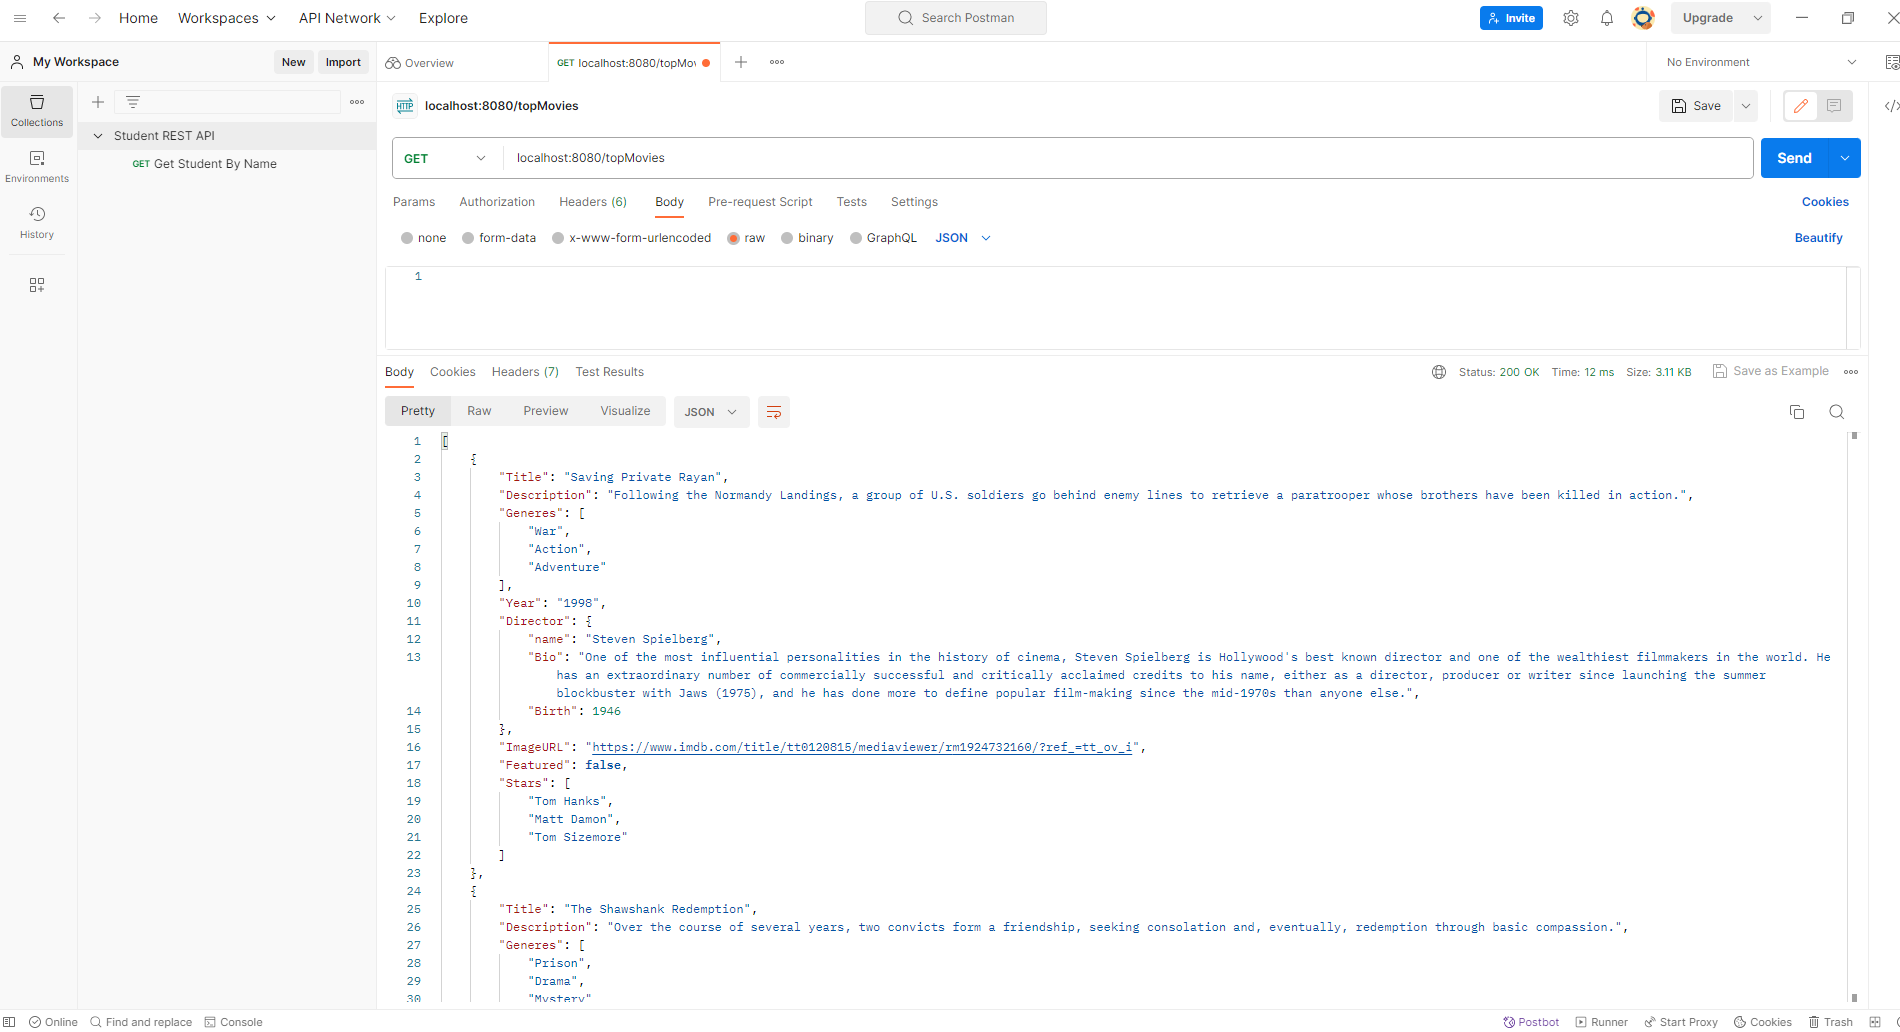 Home Workspaces API Network Explore Search Postman Invite Upgrade
My Workspace New Import Overview GET localhost:8080/topMov No Environment
Collections
Environments
History
Student REST API
GET Get Student By Name
HTTP localhost:8080/topMovies Save
GET localhost:8080/topMovies Send
Params Authorization Headers (6) Body Pre-request Script Tests Settings Cookies
none form-data x-www-form-urlencoded raw binary GraphQL JSON Beautify
1
Body Cookies Headers (7) Test Results Status: 200 OK Time: 12 ms Size: 3.11 KB Save as Example
Pretty Raw Preview Visualize JSON
1 [
2 {
3 "Title": "Saving Private Rayan",
4 "Description": "Following the Normandy Landings, a group of U.S. soldiers go behind enemy lines to retrieve a paratrooper whose brothers have been killed in action.",
5 "Generes": [
6 "War",
7 "Action",
8 "Adventure"
9 ],
10 "Year": "1998",
11 "Director": {
12 "name": "Steven Spielberg",
13 "Bio": "One of the most influential personalities in the history of cinema, Steven Spielberg is Hollywood's best known director and one of the wealthiest filmmakers in the world. He
has an extraordinary number of commercially successful and critically acclaimed credits to his name, either as a director, producer or writer since launching the summer
blockbuster with Jaws (1975), and he has done more to define popular film-making since the mid-1970s than anyone else.",
14 "Birth": 1946
15 },
16 "ImageURL": "https://www.imdb.com/title/tt0120815/mediaviewer/rm1924732160/?ref_=tt_ov_i",
17 "Featured": false,
18 "Stars": [
19 "Tom Hanks",
20 "Matt Damon",
21 "Tom Sizemore"
22 ]
23 },
24 {
25 "Title": "The Shawshank Redemption",
26 "Description": "Over the course of several years, two convicts form a friendship, seeking consolation and, eventually, redemption through basic compassion.",
27 "Generes": [
28 "Prison",
29 "Drama",
30 "Mystery"
Online Find and replace Console Postbot Runner Start Proxy Cookies Trash